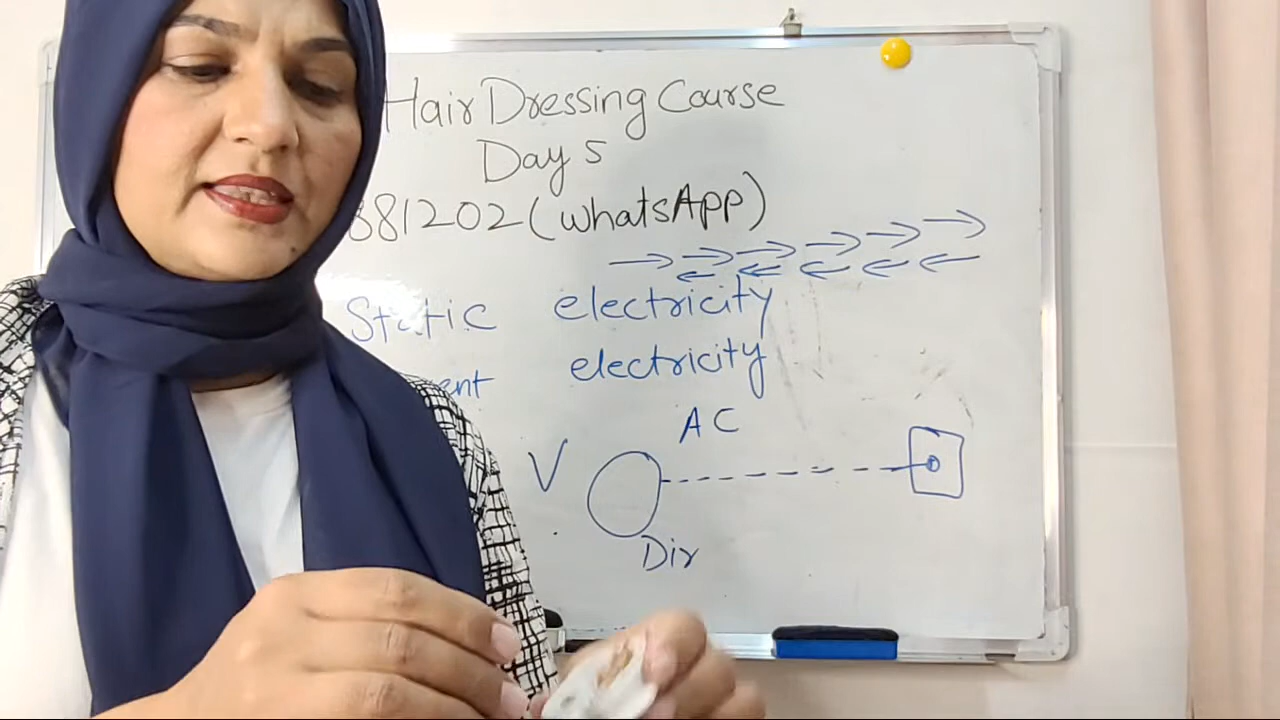 Hair Dressing Course
Day 5
881202 (whatsApp)
Static electricity
ent electricity
AC
V
Dir